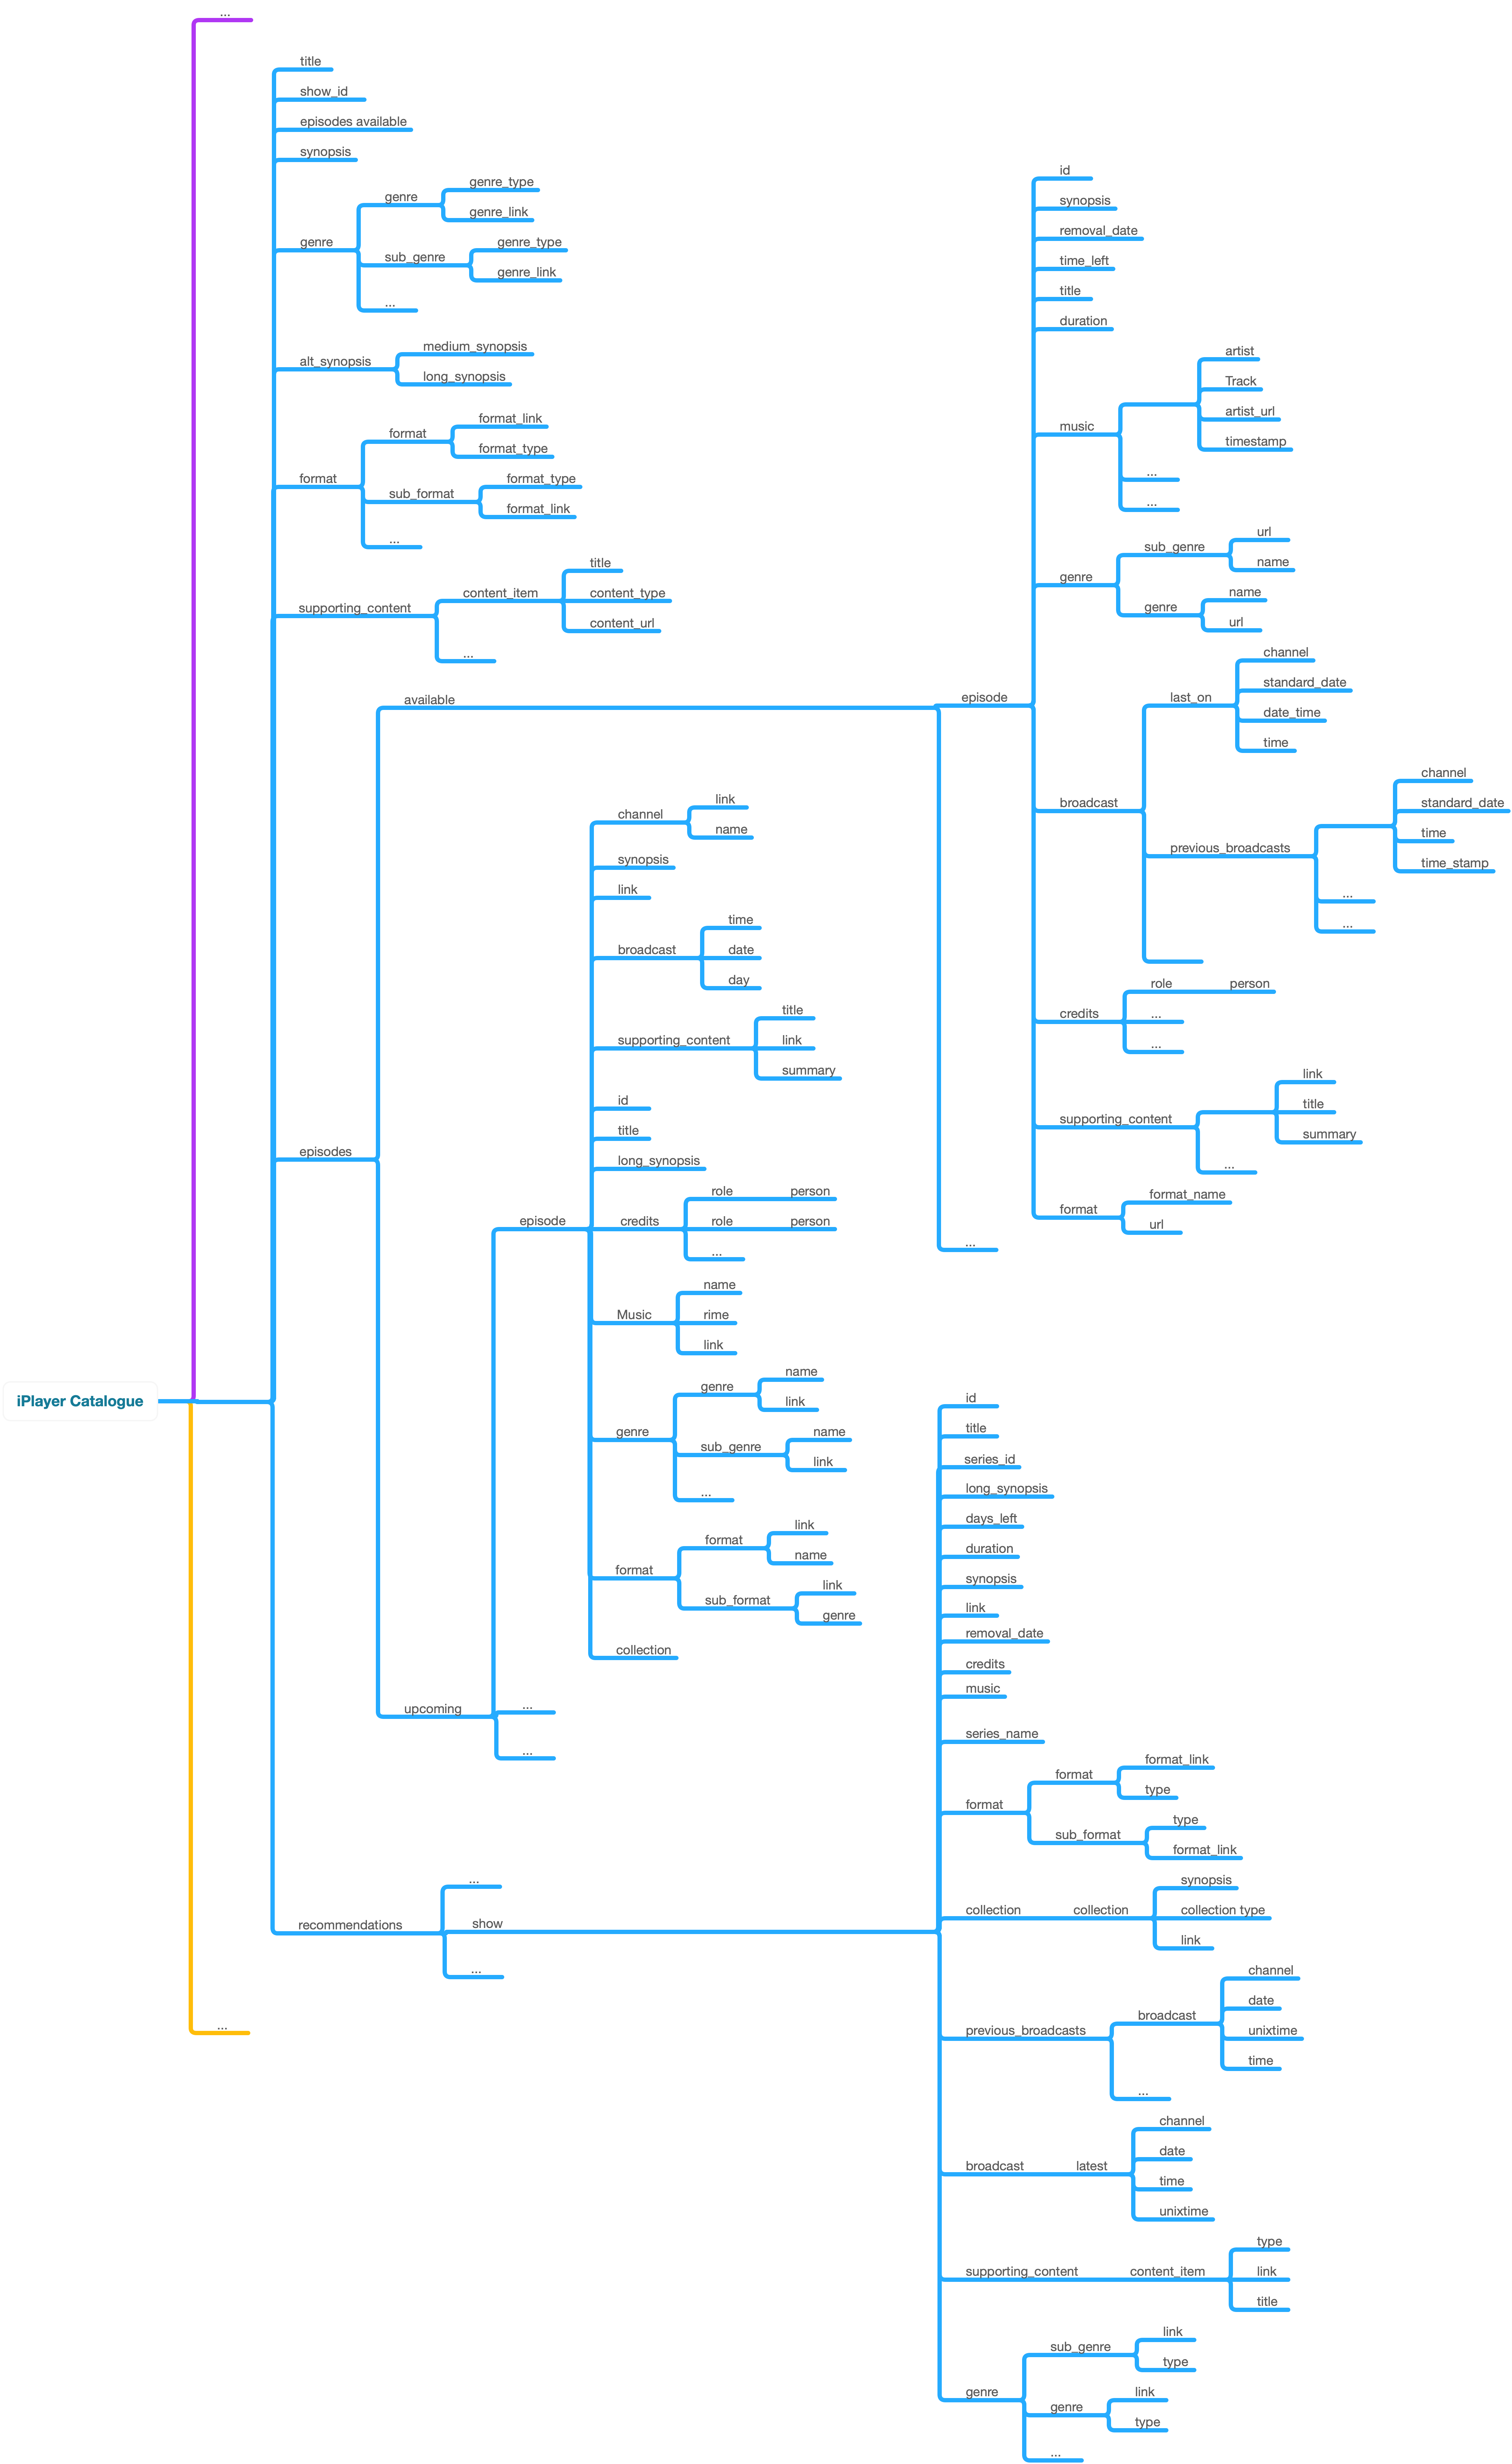 ...
title
show_id
episodes available
synopsis
genre
genre
genre_type
genre_link
sub_genre
genre_type
genre_link
...
alt_synopsis
medium_synopsis
long_synopsis
format
format
format_link
format_type
sub_format
format_type
format_link
...
supporting_content
content_item
title
content_type
content_url
...
episodes
available
episode
id
synopsis
removal_date
time_left
title
duration
music
artist
Track
artist_url
timestamp
...
...
genre
sub_genre
url
name
genre
name
url
broadcast
last_on
channel
standard_date
date_time
time
previous_broadcasts
channel
standard_date
time
time_stamp
...
...
credits
role person
...
...
supporting_content
link
title
summary
...
format
format_name
url
...
upcoming
episode
channel
link
name
synopsis
link
broadcast
time
date
day
supporting_content
title
link
summary
id
title
long_synopsis
credits
role person
role person
...
Music
name
rime
link
genre
genre
name
link
sub_genre
name
link
...
format
format
link
name
sub_format
link
genre
collection
...
...
iPlayer Catalogue
recommendations
...
show
id
title
series_id
long_synopsis
days_left
duration
synopsis
link
removal_date
credits
music
series_name
format
format
format_link
type
sub_format
type
format_link
collection
collection
synopsis
collection type
link
previous_broadcasts
broadcast
channel
date
unixtime
time
...
broadcast
latest
channel
date
time
unixtime
supporting_content
content_item
type
link
title
genre
sub_genre
link
type
genre
link
type
...
...
...